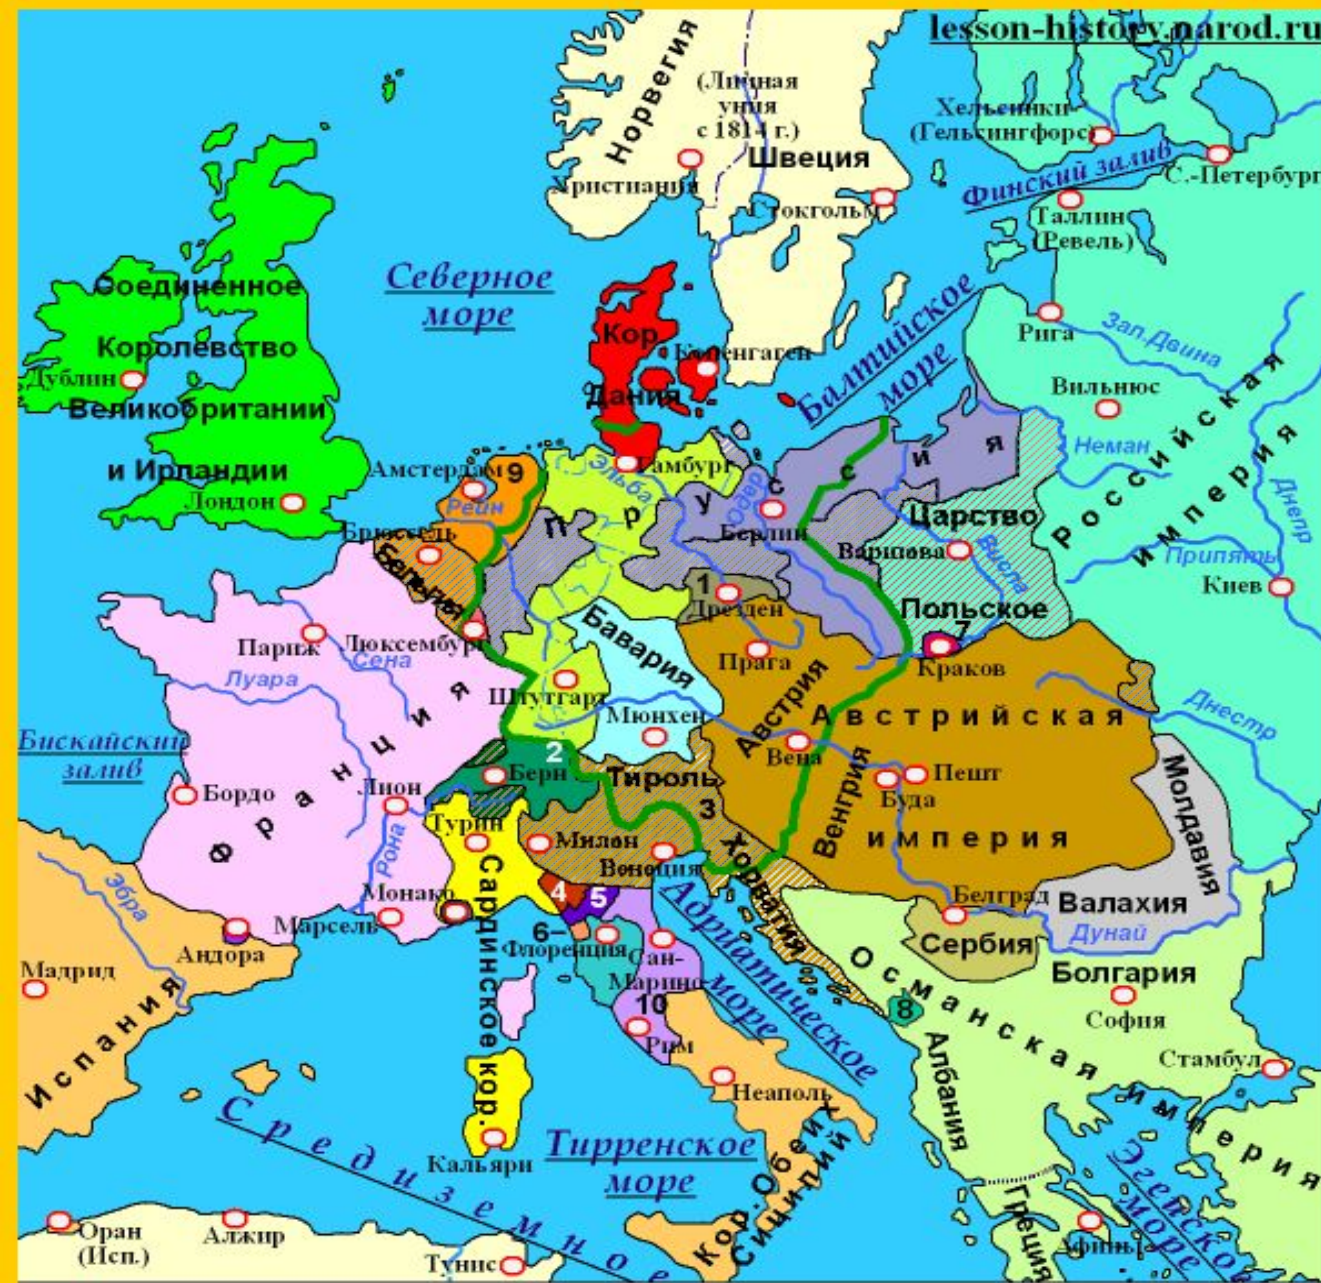 lesson-history.narod.ru
Норвегия
(Личная
уния
с 1814 г.)
Швеция
Христиания
Стокгольм
Хельсинки
(Гельсингфорс)
Финский залив
С.-Петербург
Таллин
(Ревель)
Северное
море
Соединенное
Королевство
Великобритании
и Ирландии
Дублин
Лондон
Кор.
Дания
Копенгаген
Балтийское
море
Рига
Зап.Двина
Вильнюс
Неман
Российская
империя
Днепр
Припять
Киев
Амстердам
9
Рейн
Эльба
Гамбург
Пруссия
Одер
Берлин
Царство
Польское
Варшава
Висла
Брюссель
Бельгия
Люксембург
1
Дрезден
7
Краков
Париж
Сена
Луара
Франция
Штутгарт
Бавария
Мюнхен
Прага
Австрия
Вена
Австрийская
империя
Венгрия
Буда
Пешт
Днестр
Молдавия
Бискайский
залив
Бордо
Лион
Рона
2
Берн
Тироль
3
Турин
Милан
Венеция
Хорватия
Белград
Сербия
Валахия
Дунай
Болгария
София
Эбра
Андора
Марсель
Монако
Сардинское кор.
4
5
6
Флоренция
Сан-
Марино
10
Рим
Адриатическое
море
8
Османская империя
Албания
Стамбул
Мадрид
Испания
Неаполь
Кор. Обеих
Сицилий
Тирренское
море
Кальяри
Средиземное
Греция
Афины
Эгейское
море
Оран
(Исп.)
Алжир
Тунис